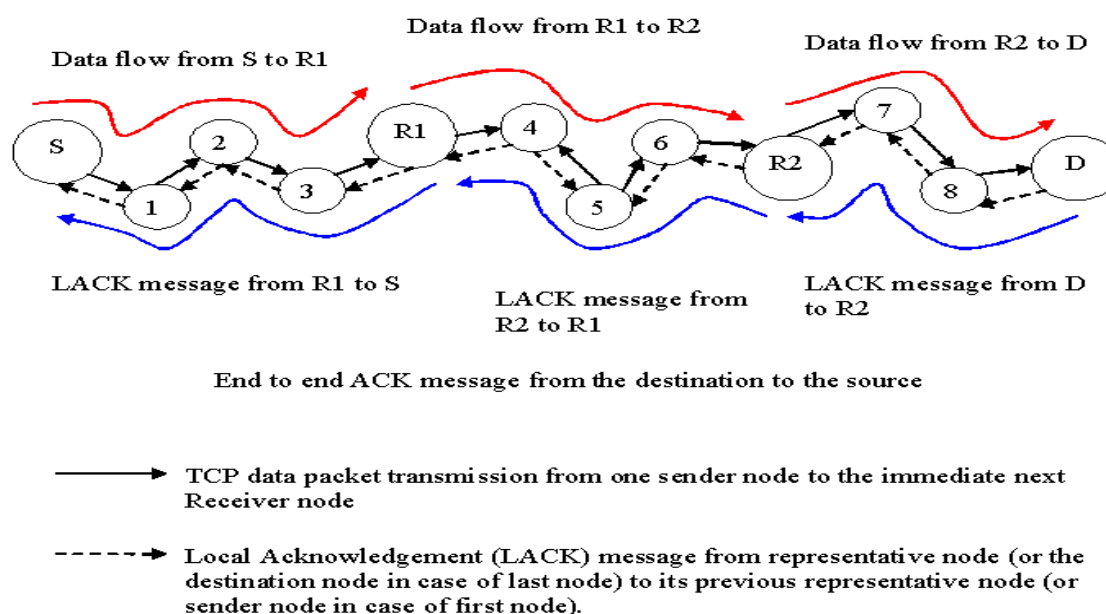 Data flow from R1 to R2
Data flow from R2 to D
Data flow from S to R1
S
1
2
3
R1
4
5
6
R2
7
8
D
LACK message from R1 to S
LACK message from
R2 to R1
LACK message from D
to R2
End to end ACK message from the destination to the source
TCP data packet transmission from one sender node to the immediate next
Receiver node
Local Acknowledgement (LACK) message from representative node (or the
destination node in case of last node) to its previous representative node (or
sender node in case of first node).